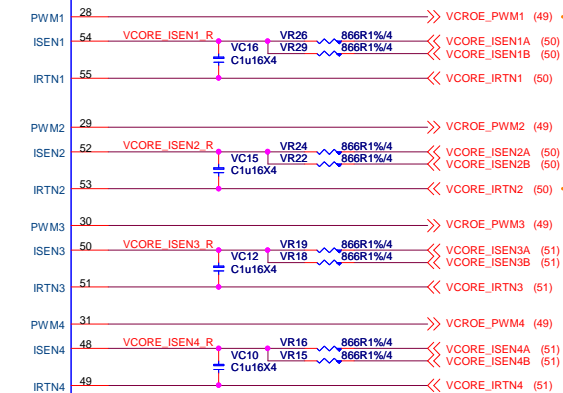 PWM1 28 VCROE_PWM1 (49)
ISEN1 54 VCORE_ISEN1_R VR26 866R1%/4 VCORE_ISEN1A (50)
VC16 VR29 866R1%/4 VCORE_ISEN1B (50)
C1u16X4
IRTN1 55 VCORE_IRTN1 (50)
PWM2 29 VCROE_PWM2 (49)
ISEN2 52 VCORE_ISEN2_R VR24 866R1%/4 VCORE_ISEN2A (50)
VC15 VR22 866R1%/4 VCORE_ISEN2B (50)
C1u16X4
IRTN2 53 VCORE_IRTN2 (50)
PWM3 30 VCROE_PWM3 (49)
ISEN3 50 VCORE_ISEN3_R VR19 866R1%/4 VCORE_ISEN3A (51)
VC12 VR18 866R1%/4 VCORE_ISEN3B (51)
C1u16X4
IRTN3 51 VCORE_IRTN3 (51)
PWM4 31 VCROE_PWM4 (49)
ISEN4 48 VCORE_ISEN4_R VR16 866R1%/4 VCORE_ISEN4A (51)
VC10 VR15 866R1%/4 VCORE_ISEN4B (51)
C1u16X4
IRTN4 49 VCORE_IRTN4 (51)